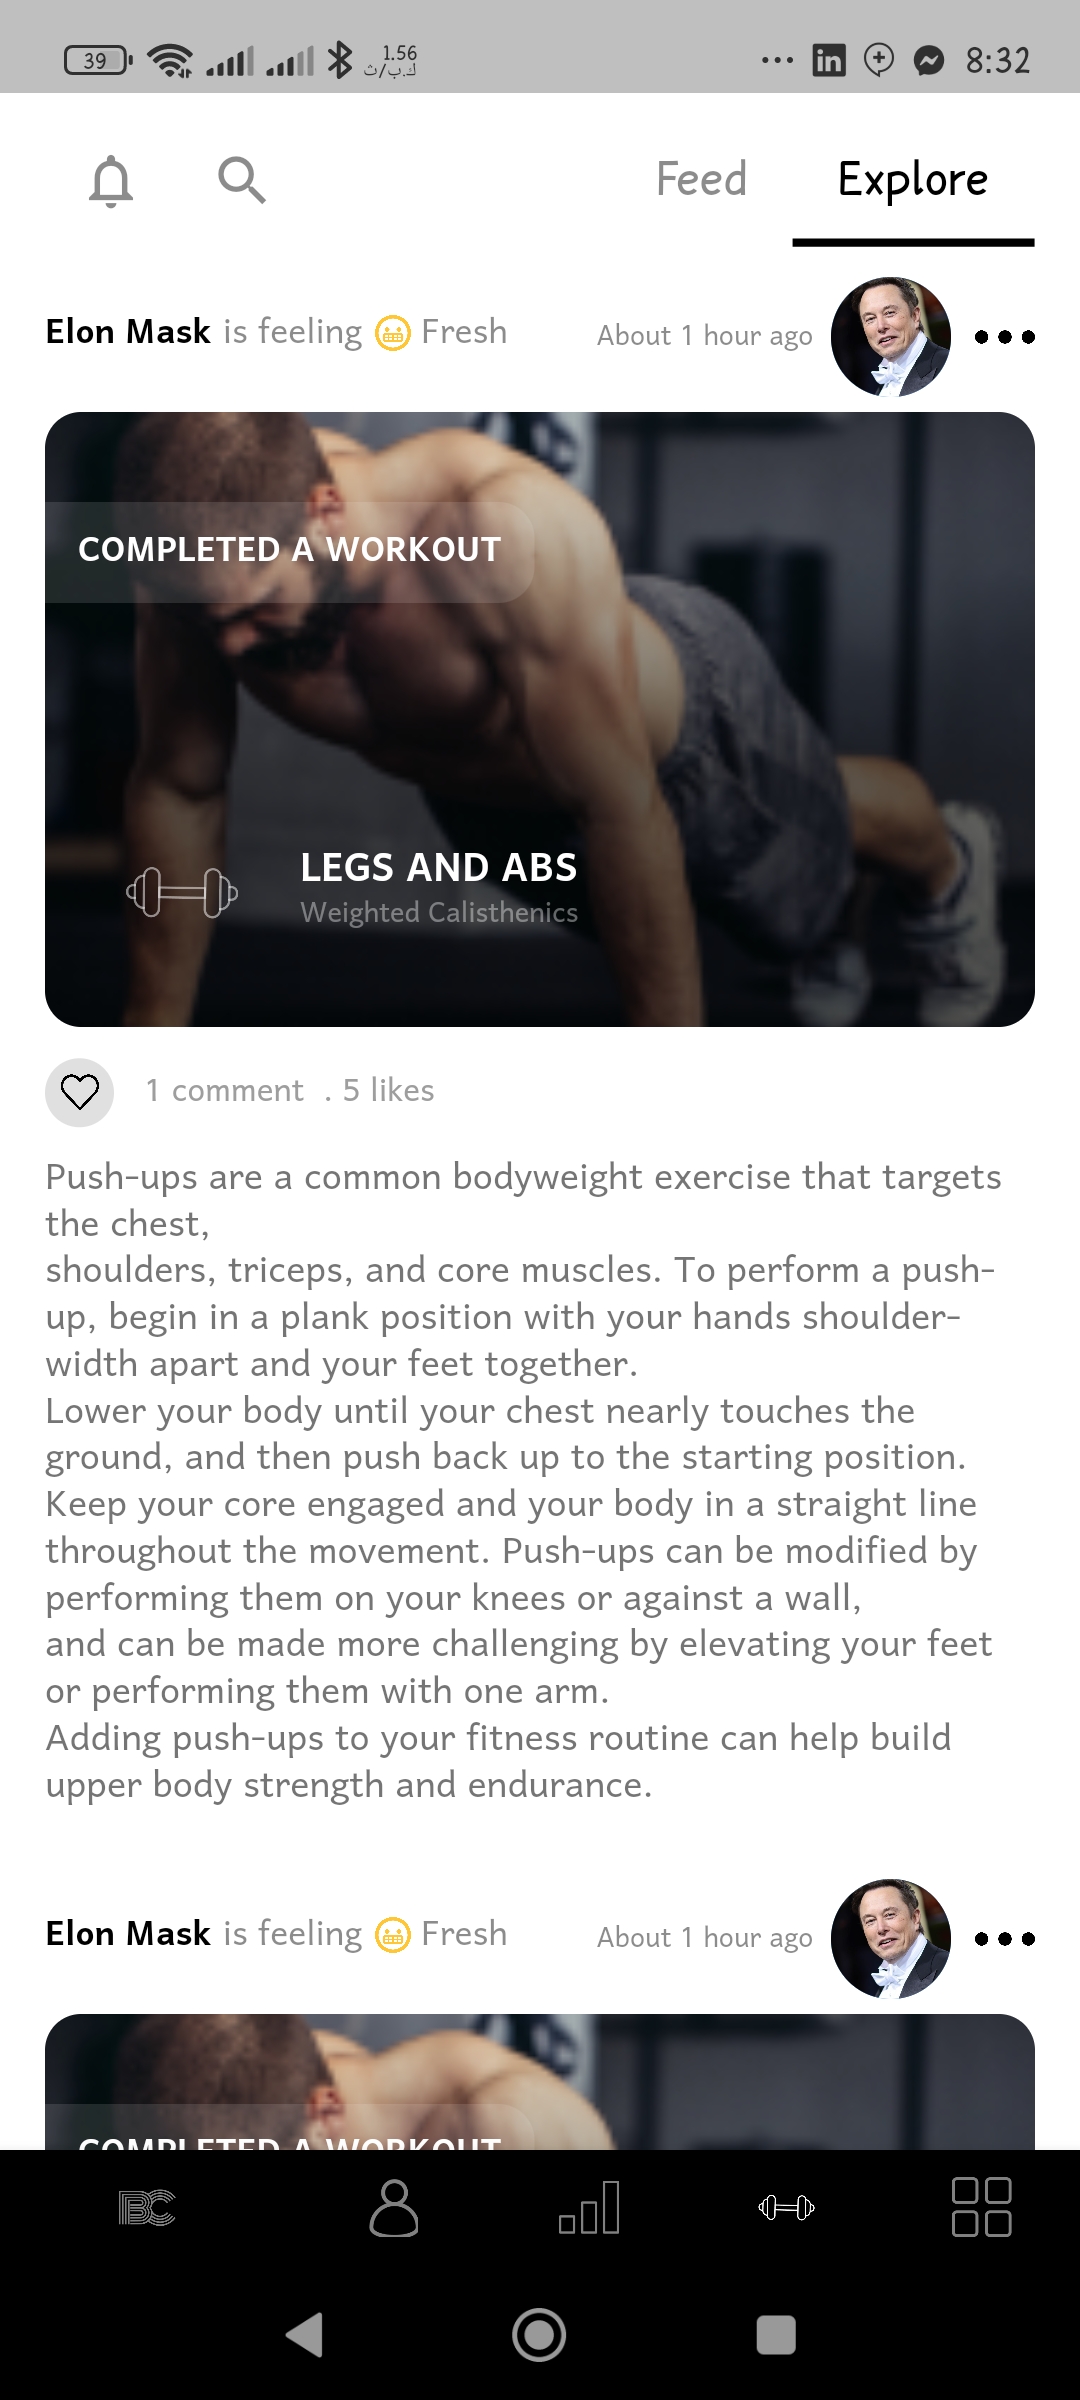 39
1.56
ك.ب/ث
8:32
Feed
Explore
Elon Mask is feeling Fresh
About 1 hour ago
COMPLETED A WORKOUT
LEGS AND ABS
Weighted Calisthenics
1 comment . 5 likes
Push-ups are a common bodyweight exercise that targets
the chest,
shoulders, triceps, and core muscles. To perform a push-
up, begin in a plank position with your hands shoulder-
width apart and your feet together.
Lower your body until your chest nearly touches the
ground, and then push back up to the starting position.
Keep your core engaged and your body in a straight line
throughout the movement. Push-ups can be modified by
performing them on your knees or against a wall,
and can be made more challenging by elevating your feet
or performing them with one arm.
Adding push-ups to your fitness routine can help build
upper body strength and endurance.
Elon Mask is feeling Fresh
About 1 hour ago
COMPLETED A WORKOUT
BC